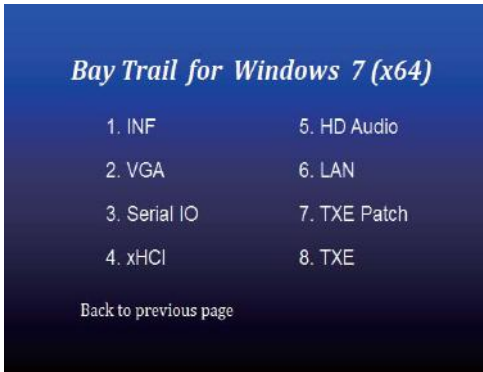 Bay Trail for Windows 7 (x64)
1. INF
2. VGA
3. Serial IO
4. xHCI
5. HD Audio
6. LAN
7. TXE Patch
8. TXE
Back to previous page